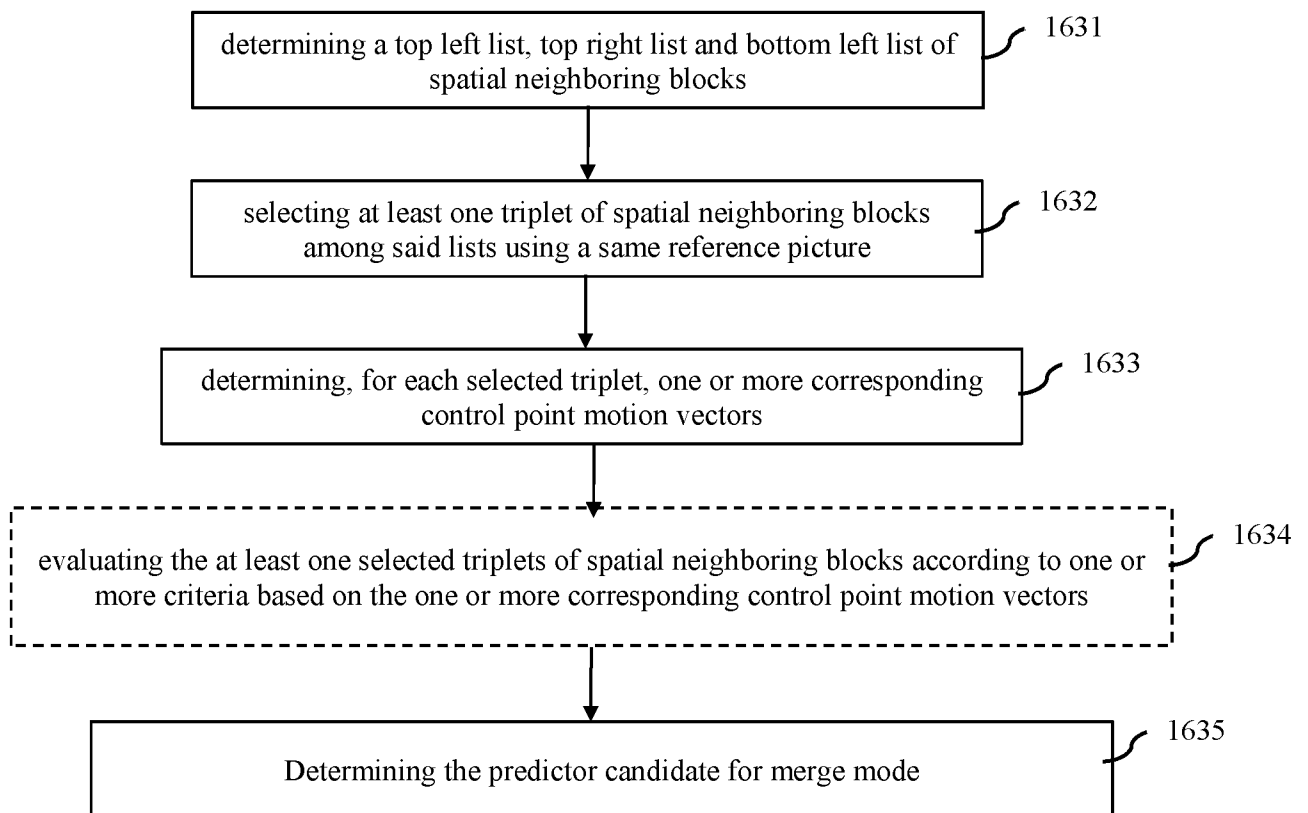 determining a top left list, top right list and bottom left list of
spatial neighboring blocks
1631
selecting at least one triplet of spatial neighboring blocks
among said lists using a same reference picture
1632
determining, for each selected triplet, one or more corresponding
control point motion vectors
1633
evaluating the at least one selected triplets of spatial neighboring blocks according to one or
more criteria based on the one or more corresponding control point motion vectors
1634
Determining the predictor candidate for merge mode
1635